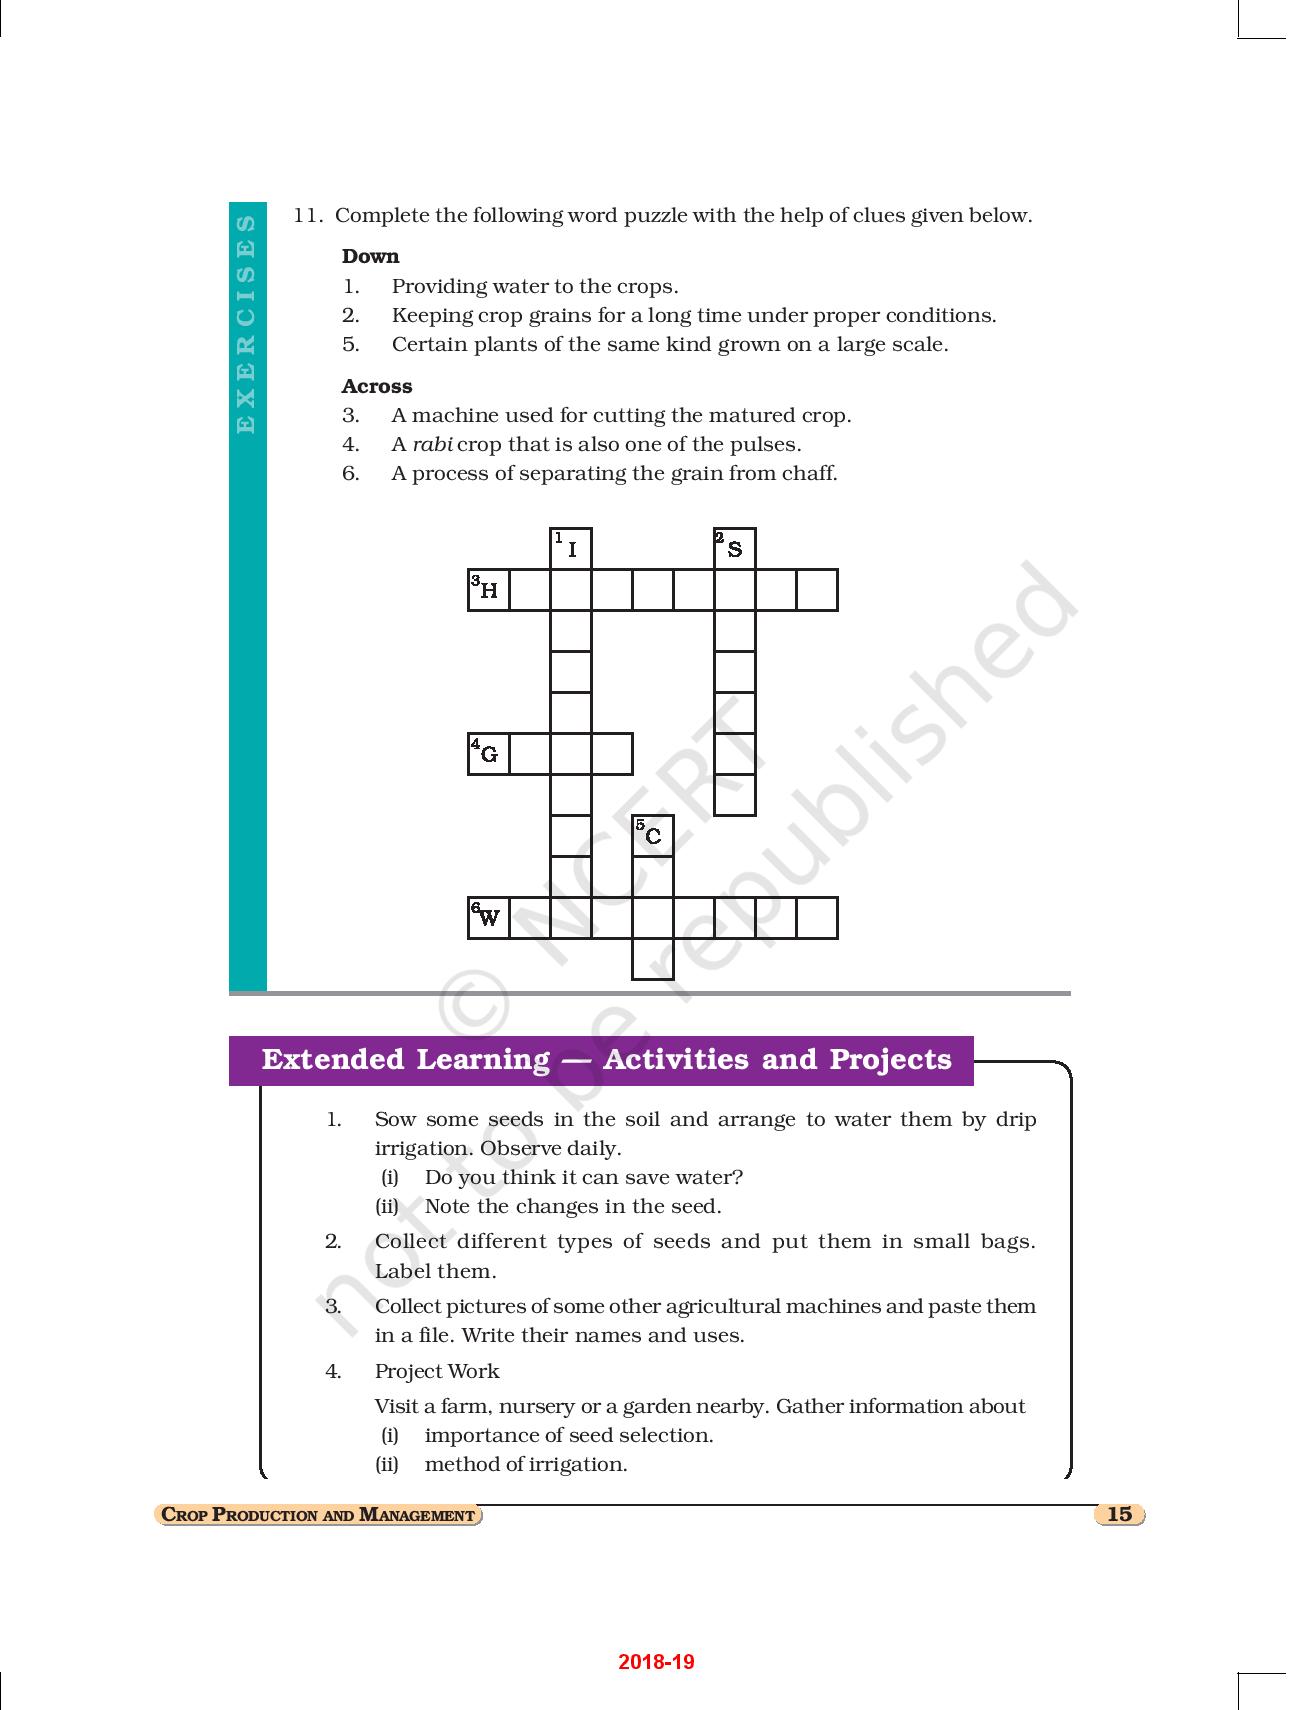 EXERCISES
11. Complete the following word puzzle with the help of clues given below.
Down
1. Providing water to the crops.
2. Keeping crop grains for a long time under proper conditions.
5. Certain plants of the same kind grown on a large scale.
Across
3. A machine used for cutting the matured crop.
4. A rabi crop that is also one of the pulses.
6. A process of separating the grain from chaff.
1 I 2 S
3 H
4 G
5 C
6 W
© NCERT
not to be republished
Extended Learning — Activities and Projects
1. Sow some seeds in the soil and arrange to water them by drip
irrigation. Observe daily.
(i) Do you think it can save water?
(ii) Note the changes in the seed.
2. Collect different types of seeds and put them in small bags.
Label them.
3. Collect pictures of some other agricultural machines and paste them
in a file. Write their names and uses.
4. Project Work
Visit a farm, nursery or a garden nearby. Gather information about
(i) importance of seed selection.
(ii) method of irrigation.
CROP PRODUCTION AND MANAGEMENT 15
2018-19